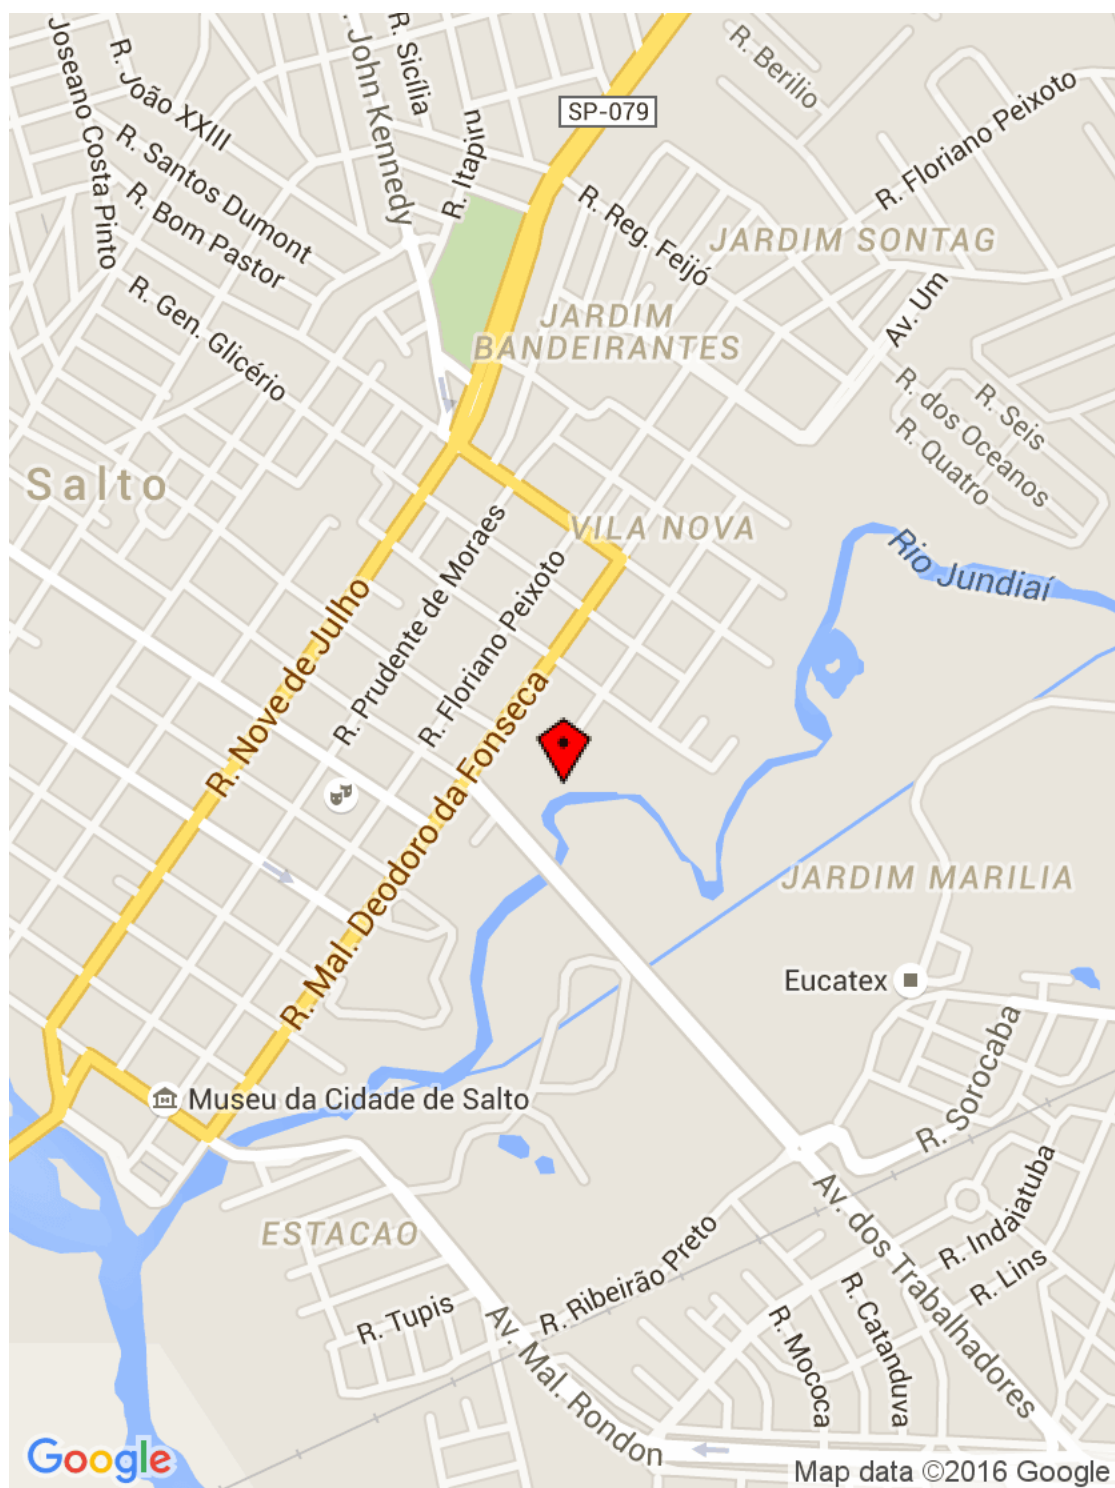 R. Joseano Costa Pinto
R. João XXIII
R. Santos Dumont
R. Bom Pastor
R. Gen. Glicério
John Kennedy
R. Sicília
R. Itapiru
SP-079
R. Berilio
R. Floriano Peixoto
R. Reg. Feijó
JARDIM SONTAG
JARDIM
BANDEIRANTES
Av. Um
R. dos Oceanos
R. Seis
R. Quatro
Salto
VILA NOVA
Rio Jundiaí
R. Nove de Julho
R. Prudente de Moraes
R. Floriano Peixoto
R. Mal. Deodoro da Fonseca
JARDIM MARILIA
Eucatex
R. Sorocaba
Museu da Cidade de Salto
ESTACAO
R. Tupis
R. Ribeirão Preto
Av. Mal. Rondon
Av. dos Trabalhadores
R. Indaiatuba
R. Lins
R. Catanduva
R. Mococa
Google
Map data ©2016 Google